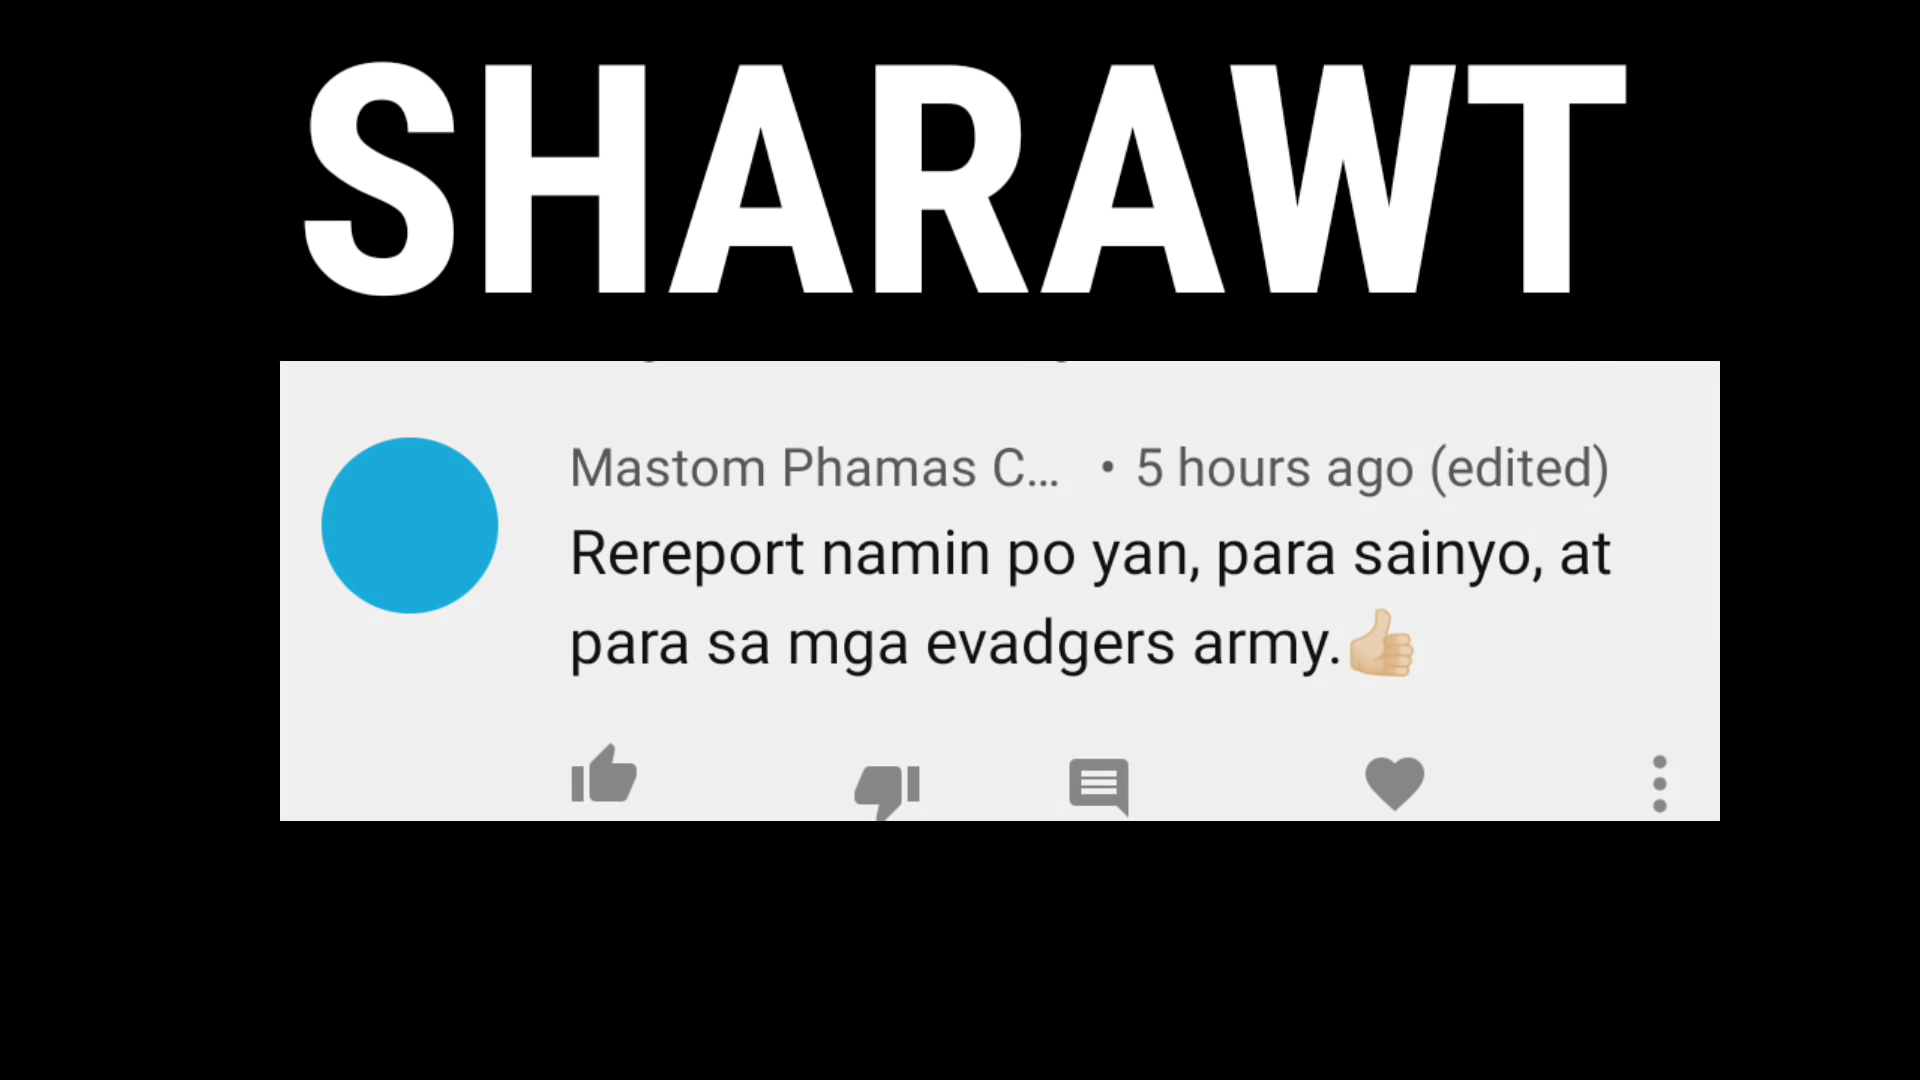 SHARAWT
Mastom Phamas C... • 5 hours ago (edited)
Rereport namin po yan, para sainyo, at
para sa mga evadgers army.👍🏼